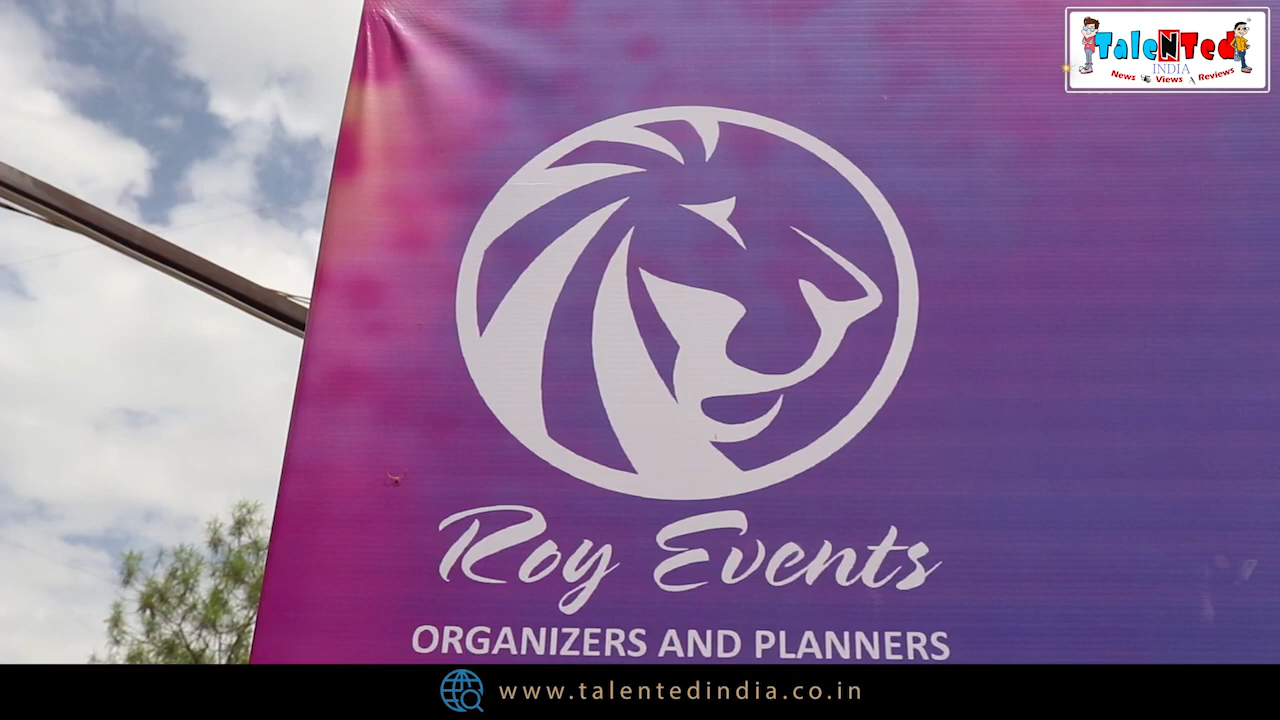 TaleNTed
INDIA
News Views Reviews
Roy Events
ORGANIZERS AND PLANNERS
www.talentedindia.co.in